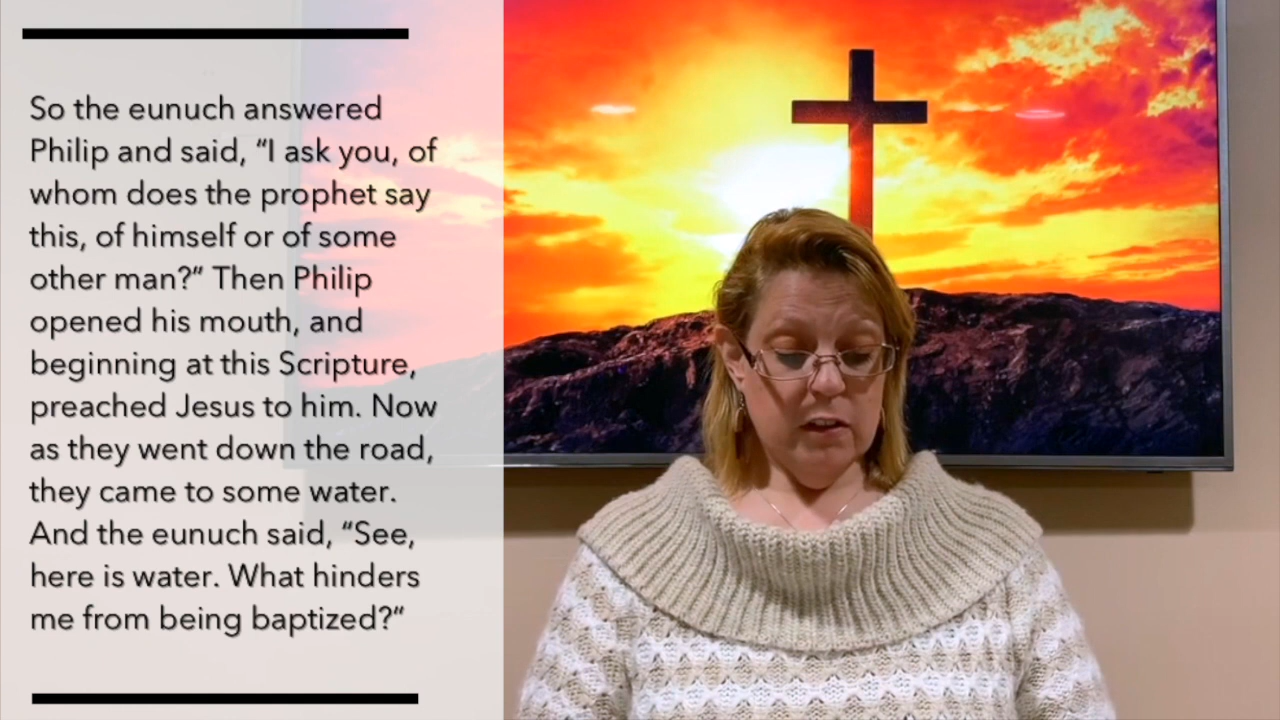 So the eunuch answered
Philip and said, “I ask you, of
whom does the prophet say
this, of himself or of some
other man?” Then Philip
opened his mouth, and
beginning at this Scripture,
preached Jesus to him. Now
as they went down the road,
they came to some water.
And the eunuch said, “See,
here is water. What hinders
me from being baptized?”